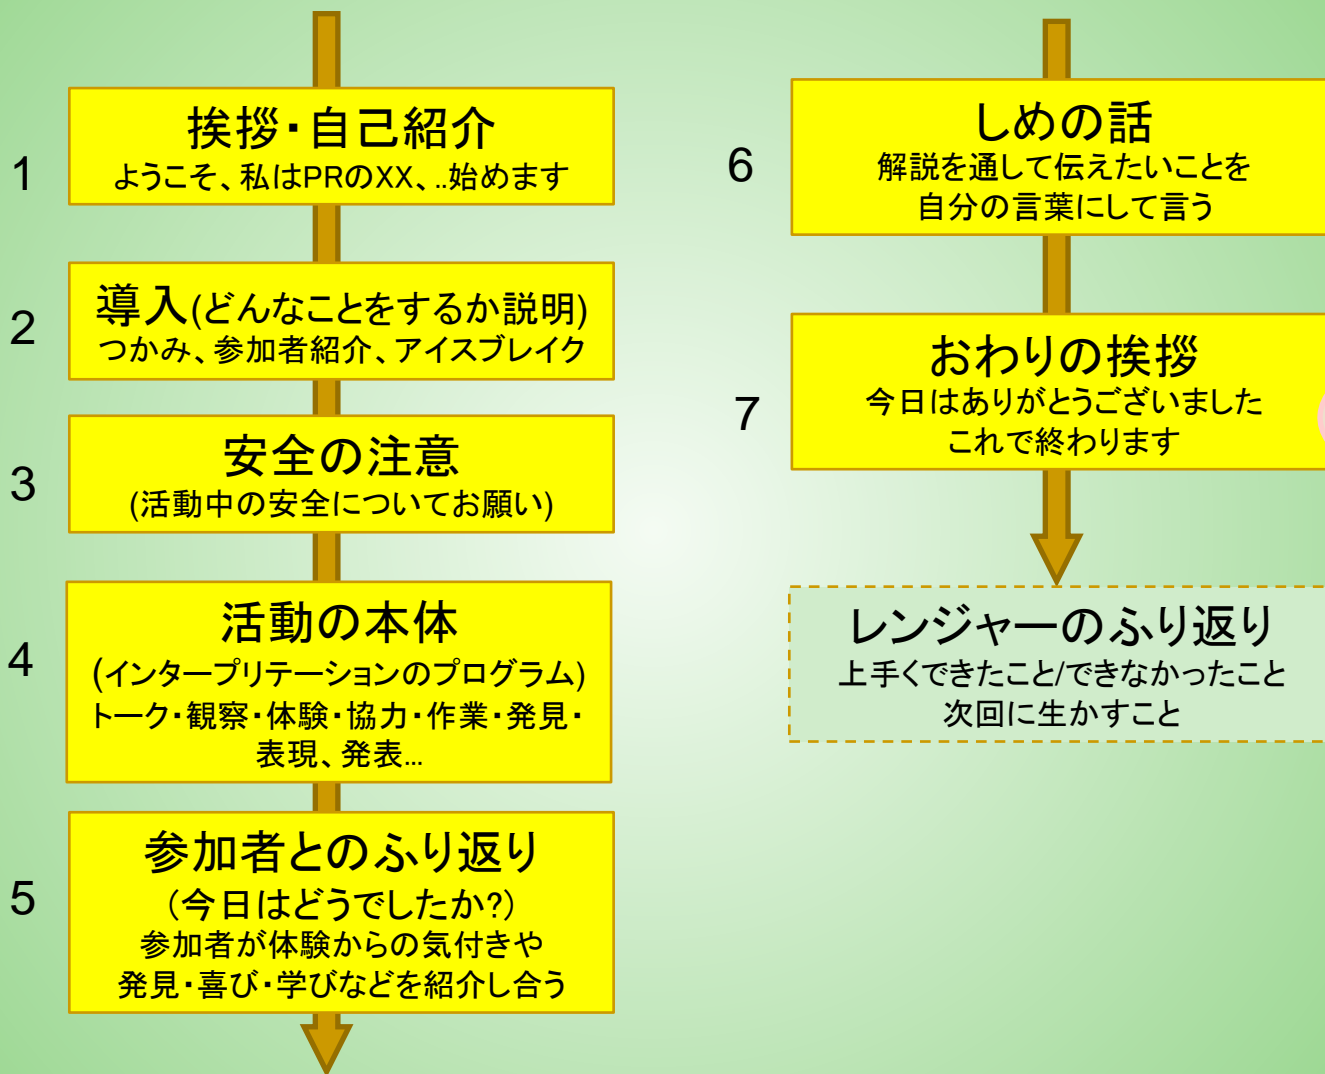 1
挨拶・自己紹介
ようこそ、私はPRのXX、..始めます
2
導入(どんなことをするか説明)
つかみ、参加者紹介、アイスブレイク
3
安全の注意
(活動中の安全についてお願い)
4
活動の本体
(インタープリテーションのプログラム)
トーク・観察・体験・協力・作業・発見・
表現、発表...
5
参加者とのふり返り
(今日はどうでしたか?)
参加者が体験からの気付きや
発見・喜び・学びなどを紹介し合う
6
しめの話
解説を通して伝えたいことを
自分の言葉にして言う
7
おわりの挨拶
今日はありがとうございました
これで終わります
レンジャーのふり返り
上手くできたこと/できなかったこと
次回に生かすこと